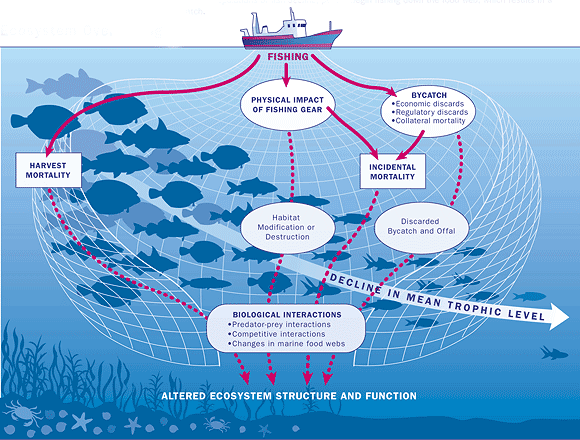 FISHING
PHYSICAL IMPACT
OF FISHING GEAR
BYCATCH
•Economic discards
•Regulatory discards
•Collateral mortality
HARVEST
MORTALITY
INCIDENTAL
MORTALITY
Habitat
Modification or
Destruction
Discarded
Bycatch and Offal
DECLINE IN MEAN TROPHIC LEVEL
BIOLOGICAL INTERACTIONS
•Predator-prey interactions
•Competitive interactions
•Changes in marine food webs
ALTERED ECOSYSTEM STRUCTURE AND FUNCTION